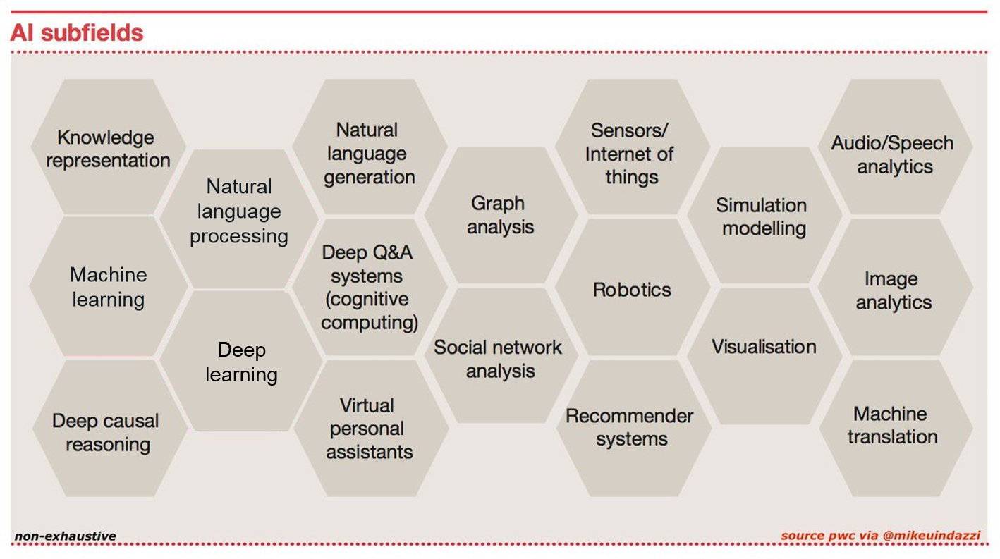 AI subfields
Knowledge
representation
Machine
learning
Deep causal
reasoning
Natural
language
processing
Deep
learning
Natural
language
generation
Deep Q&A
systems
(cognitive
computing)
Virtual
personal
assistants
Graph
analysis
Social network
analysis
Sensors/
Internet of
things
Robotics
Recommender
systems
Simulation
modelling
Visualisation
Audio/Speech
analytics
Image
analytics
Machine
translation
non-exhaustive
source pwc via @mikeuindazzi